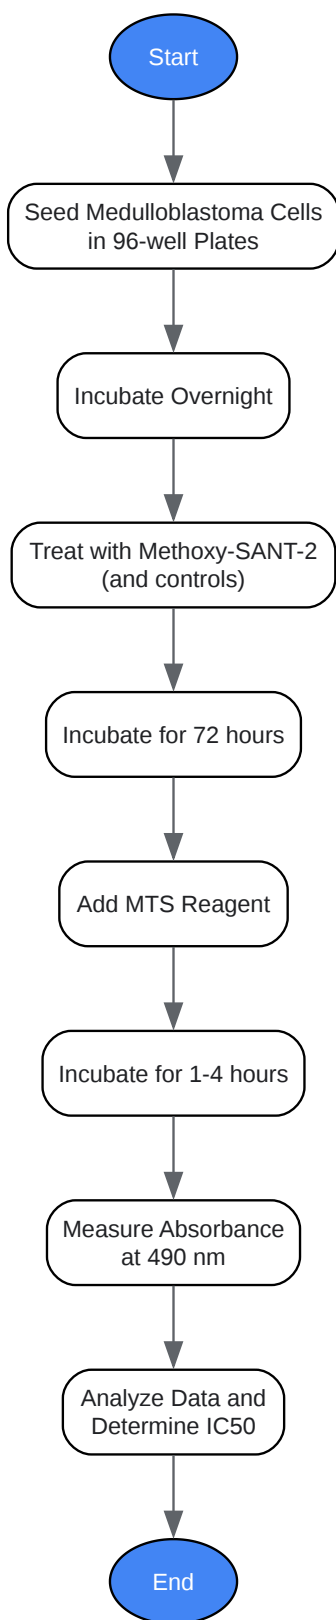 Start
Seed Medulloblastoma Cells
in 96-well Plates
Incubate Overnight
Treat with Methoxy-SANT-2
(and controls)
Incubate for 72 hours
Add MTS Reagent
Incubate for 1-4 hours
Measure Absorbance
at 490 nm
Analyze Data and
Determine IC50
End